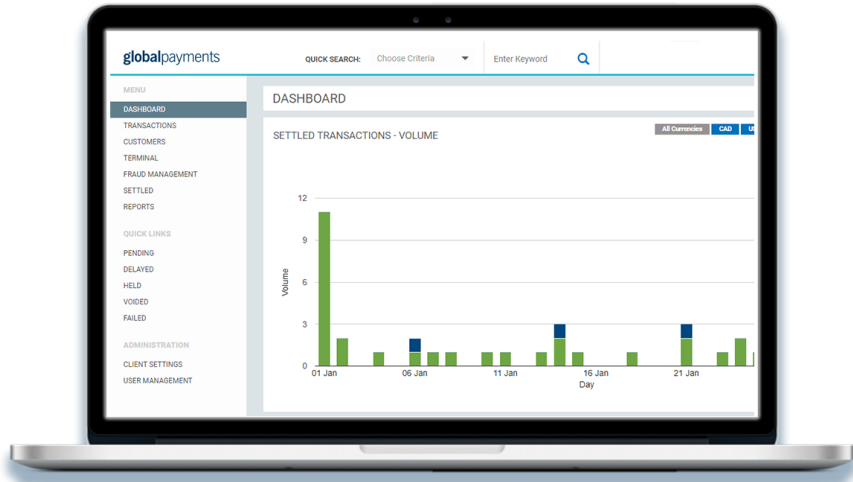 globalpayments
QUICK SEARCH: Choose Criteria Enter Keyword
MENU
DASHBOARD
TRANSACTIONS
CUSTOMERS
TERMINAL
FRAUD MANAGEMENT
SETTLED
REPORTS
QUICK LINKS
PENDING
DELAYED
HELD
VOIDED
FAILED
ADMINISTRATION
CLIENT SETTINGS
USER MANAGEMENT
DASHBOARD
SETTLED TRANSACTIONS - VOLUME
All Currencies CAD
12
9
6
3
0
Volume
01 Jan 06 Jan 11 Jan 16 Jan 21 Jan
Day